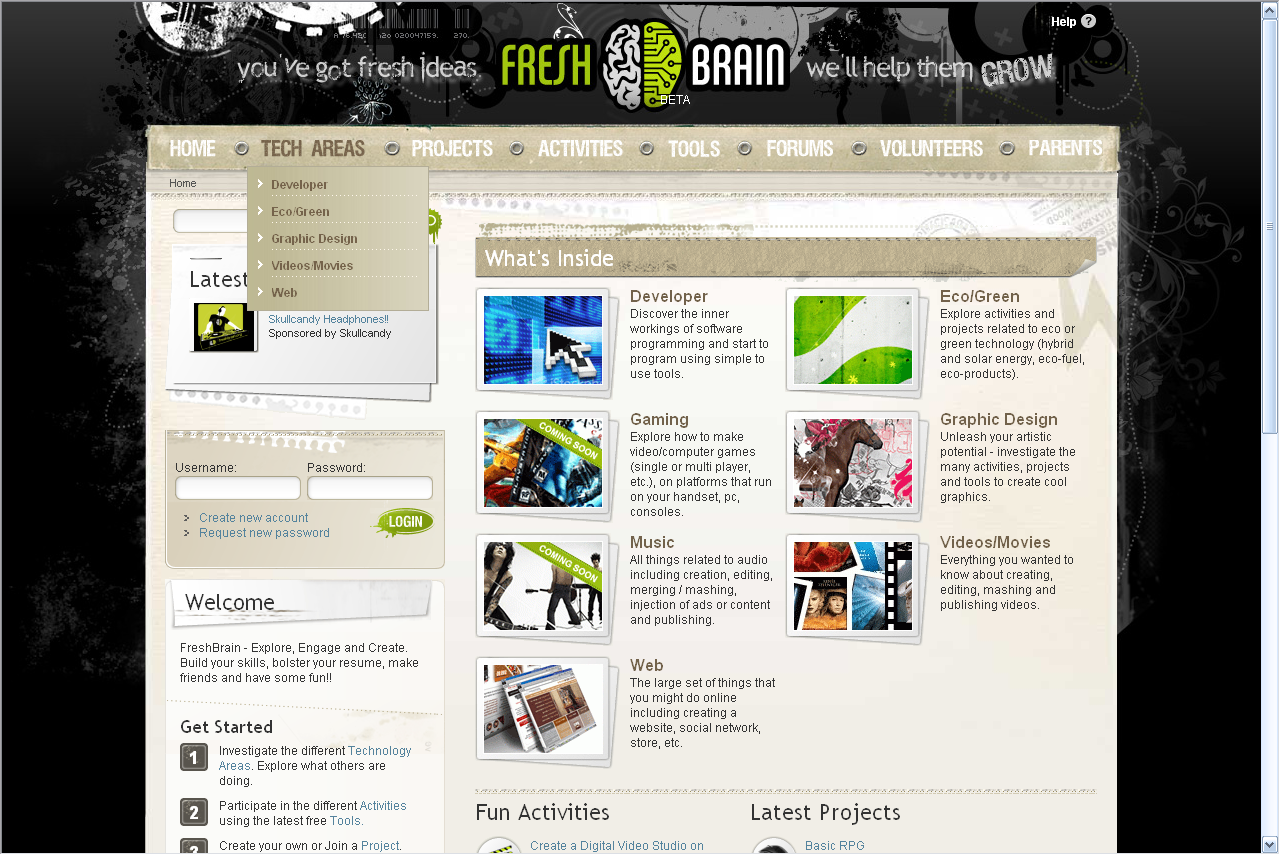 Help ?
you've got fresh ideas.
FRESH BRAIN
BETA
we'll help them GROW
HOME
TECH AREAS
PROJECTS
ACTIVITIES
TOOLS
FORUMS
VOLUNTEERS
PARENTS
Home
Developer
Eco/Green
Graphic Design
Videos/Movies
Web
Latest
Skullcandy Headphones!!
Sponsored by Skullcandy
Username:
Password:
Create new account
Request new password
LOGIN
Welcome
FreshBrain - Explore, Engage and Create.
Build your skills, bolster your resume, make
friends and have some fun!!
Get Started
1
Investigate the different Technology
Areas. Explore what others are
doing.
2
Participate in the different Activities
using the latest free Tools.
3
Create your own or Join a Project.
What's Inside
Developer
Discover the inner
workings of software
programming and start to
program using simple to
use tools.
Eco/Green
Explore activities and
projects related to eco or
green technology (hybrid
and solar energy, eco-fuel,
eco-products).
COMING SOON
Gaming
Explore how to make
video/computer games
(single or multi player,
etc.), on platforms that run
on your handset, pc,
consoles.
Graphic Design
Unleash your artistic
potential - investigate the
many activities, projects
and tools to create cool
graphics.
COMING SOON
Music
All things related to audio
including creation, editing,
merging / mashing,
injection of ads or content
and publishing.
Videos/Movies
Everything you wanted to
know about creating,
editing, mashing and
publishing videos.
Web
The large set of things that
you might do online
including creating a
website, social network,
store, etc.
Fun Activities
Create a Digital Video Studio on
Latest Projects
Basic RPG